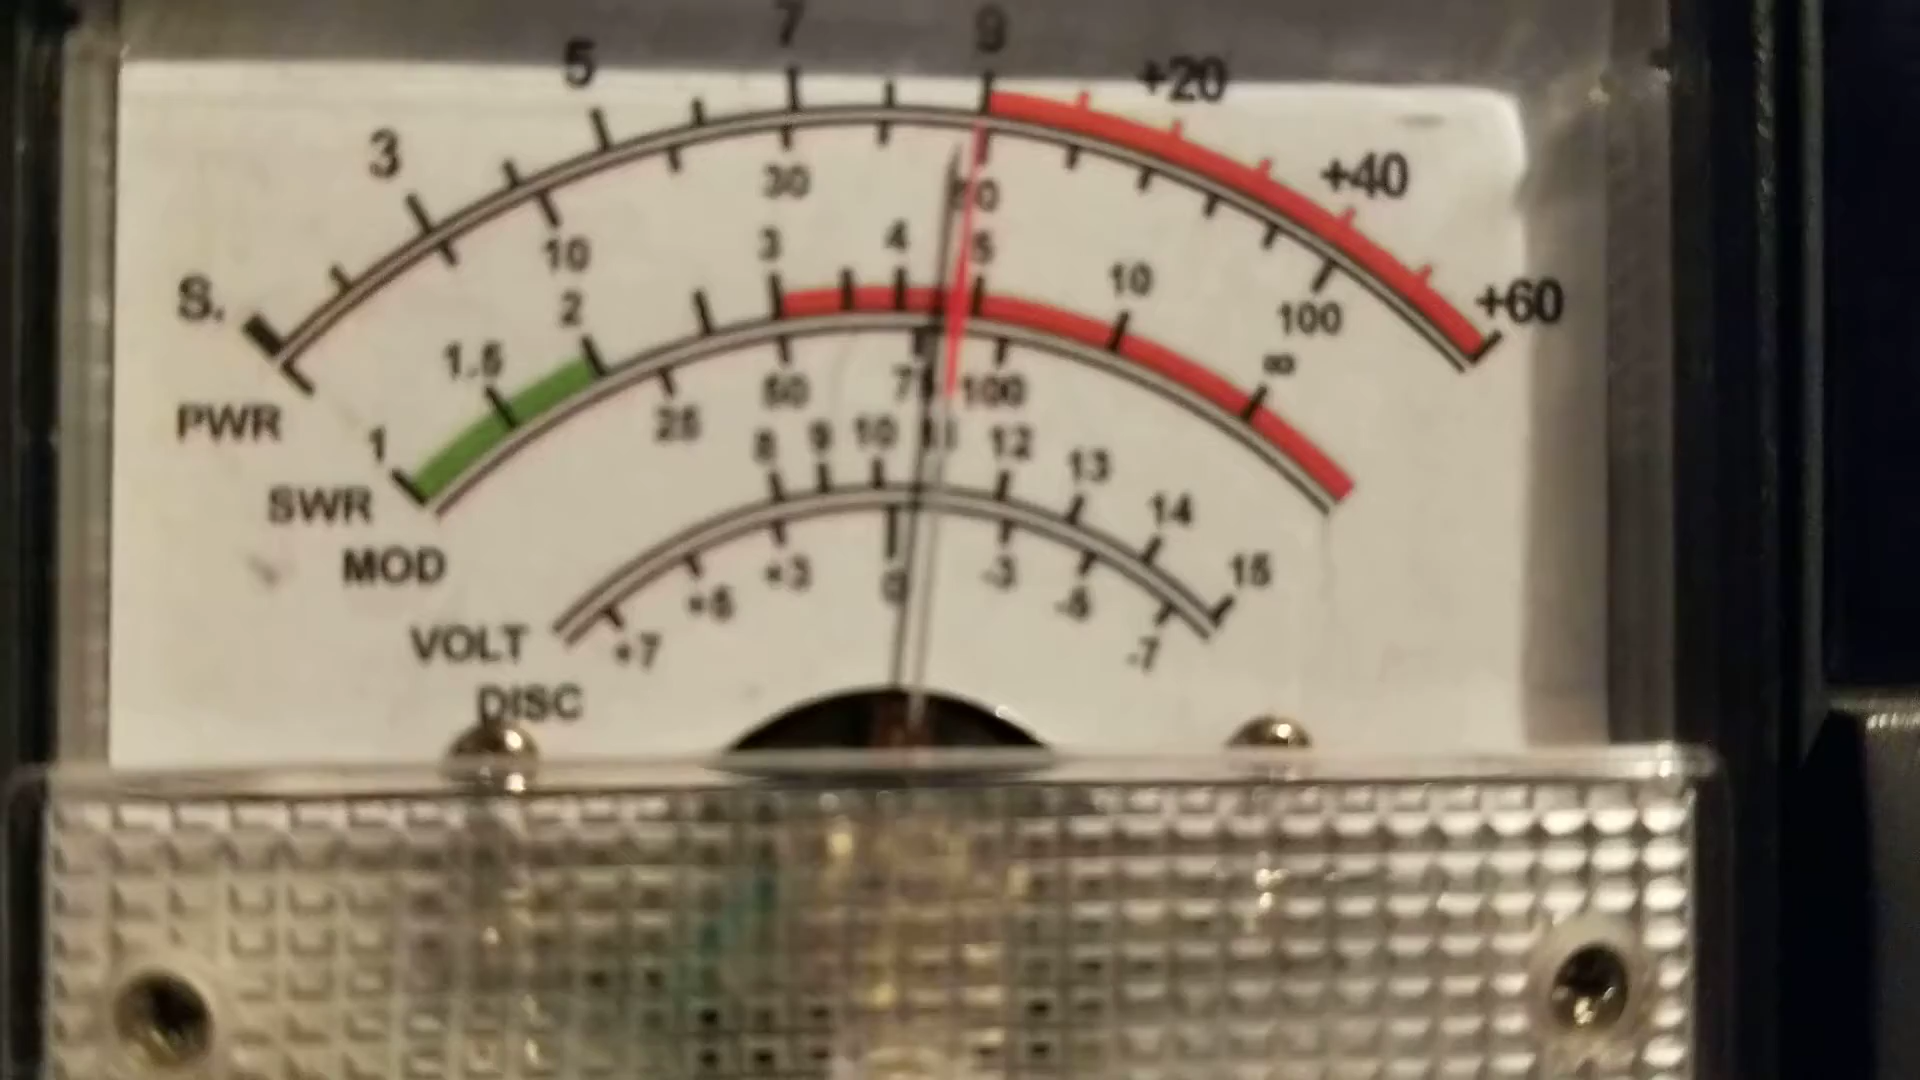 5 7 9 +20
3 +40
S. 10 30 +60
2 3 4 5 10 100
1.5 ∞
PWR 1 25 50 100
SWR 8 9 10 11 12 13
MOD 14
+7 +5 +3 0 -3 -7 15
VOLT
DISC